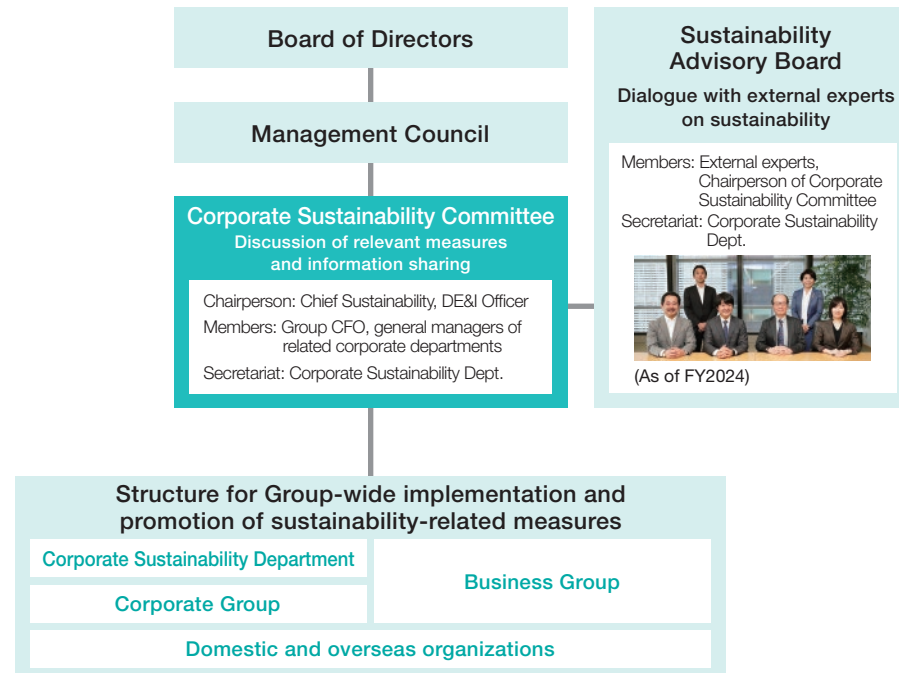 Board of Directors
Management Council
Corporate Sustainability Committee
Discussion of relevant measures
and information sharing
Chairperson: Chief Sustainability, DE&I Officer
Members: Group CFO, general managers of
related corporate departments
Secretariat: Corporate Sustainability Dept.
Sustainability
Advisory Board
Dialogue with external experts
on sustainability
Members: External experts,
Chairperson of Corporate
Sustainability Committee
Secretariat: Corporate Sustainability
Dept.
(As of FY2024)
Structure for Group-wide implementation and
promotion of sustainability-related measures
Corporate Sustainability Department
Corporate Group
Business Group
Domestic and overseas organizations